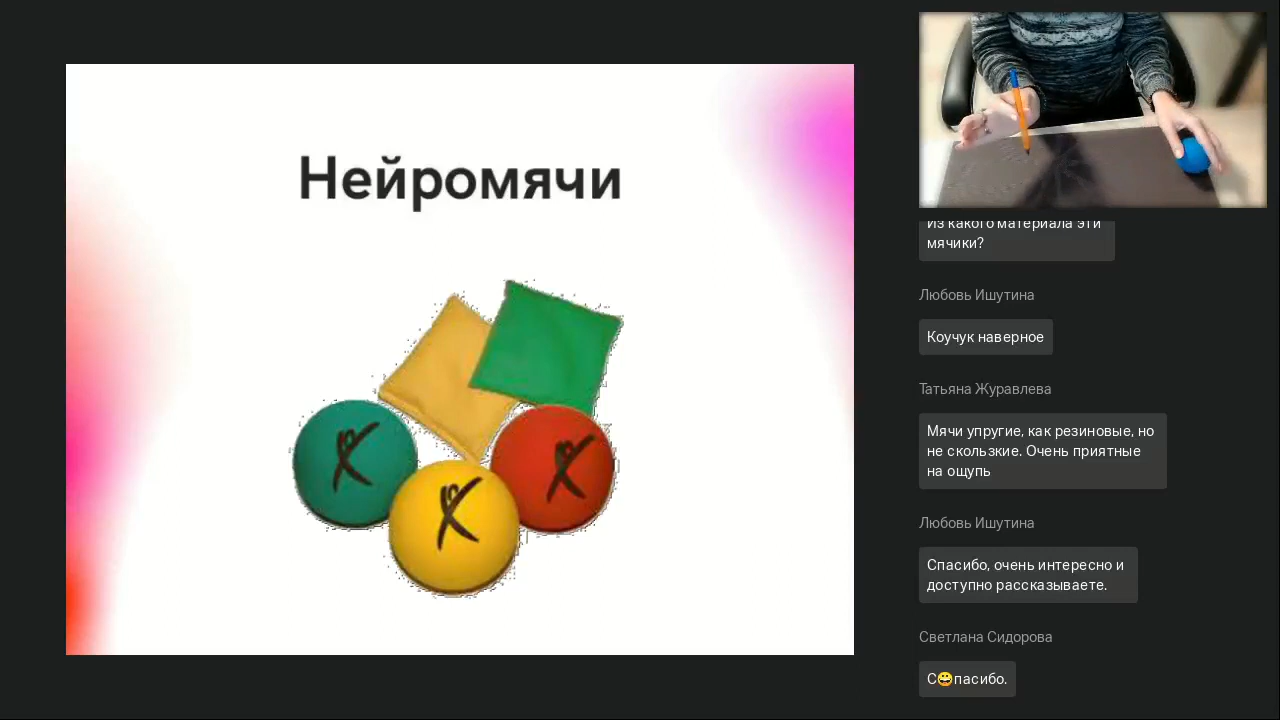 Нейромячи
Из какого материала эти
мячики?
Любовь Ишутина
Коучук наверное
Татьяна Журавлева
Мячи упругие, как резиновые, но
не скользкие. Очень приятные
на ощупь
Любовь Ишутина
Спасибо, очень интересно и
доступно рассказываете.
Светлана Сидорова
С😀пасибо.